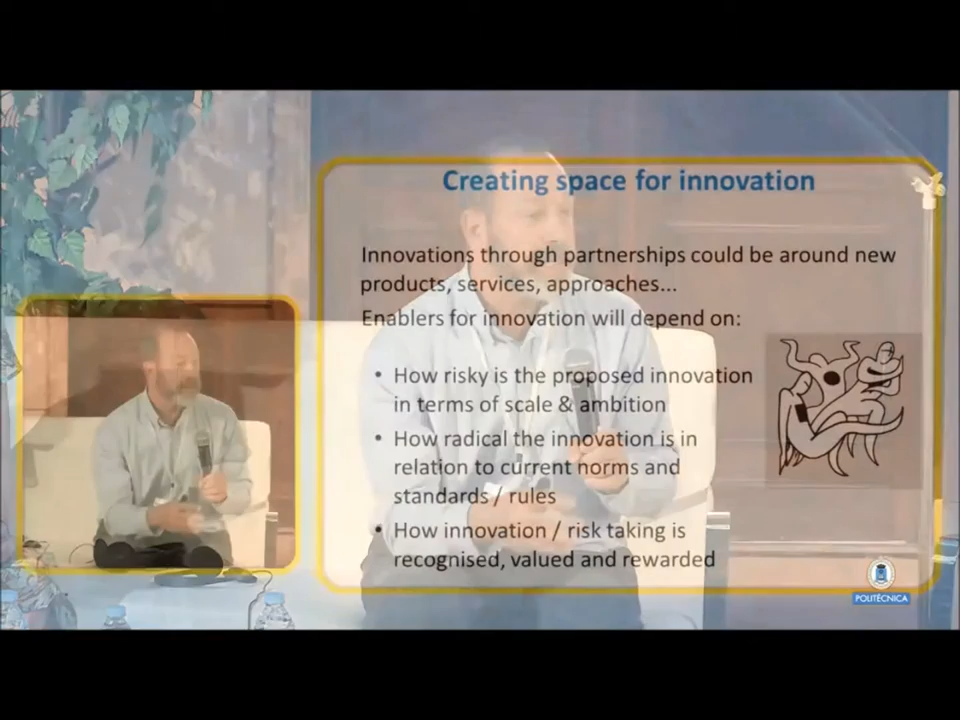 Creating space for innovation
Innovations through partnerships could be around new
products, services, approaches...
Enablers for innovation will depend on:
• How risky is the proposed innovation
in terms of scale & ambition
• How radical the innovation is in
relation to current norms and
standards / rules
• How innovation / risk taking is
recognised, valued and rewarded
POLITÉCNICA